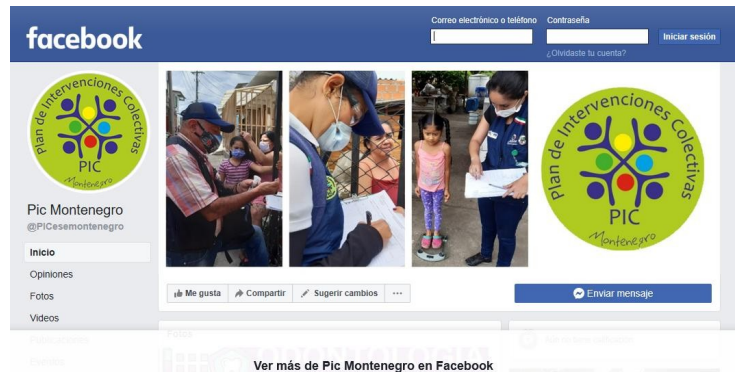 facebook
Correo electrónico o teléfono
Contraseña
Iniciar sesión
¿Olvidaste tu cuenta?
Plan de Intervenciones Colectivas
PIC
Montenegro
Pic Montenegro
@PICesemontenegro
Inicio
Opiniones
Fotos
Videos
Plan de Intervenciones Colectivas
PIC
Montenegro
Me gusta
Compartir
Sugerir cambios
Enviar mensaje
Ver más de Pic Montenegro en Facebook